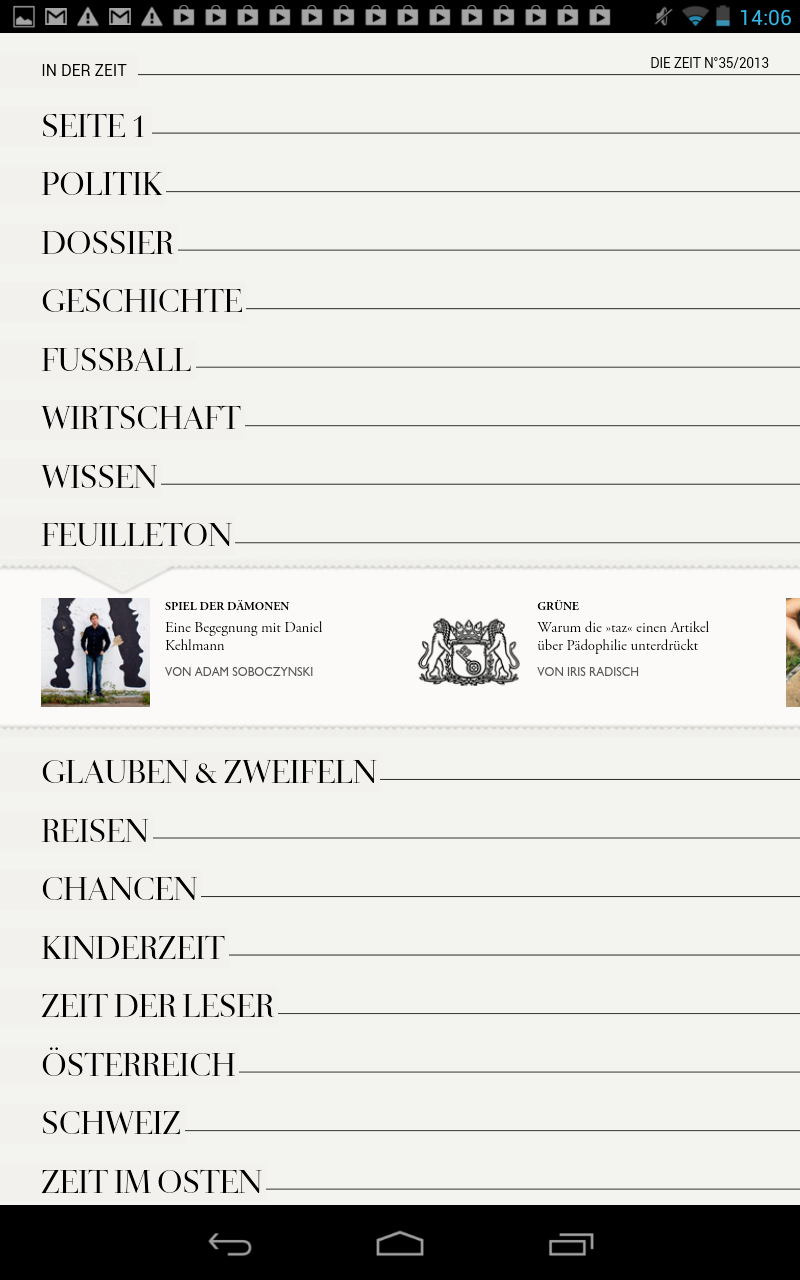 14:06
IN DER ZEIT
DIE ZEIT N°35/2013
SEITE 1
POLITIK
DOSSIER
GESCHICHTE
FUSSBALL
WIRTSCHAFT
WISSEN
FEUILLETON
SPIEL DER DÄMONEN
Eine Begegnung mit Daniel
Kehlmann
VON ADAM SOBOCZYNSKI
GRÜNE
Warum die »taz« einen Artikel
über Pädophilie unterdrückt
VON IRIS RADISCH
GLAUBEN & ZWEIFELN
REISEN
CHANCEN
KINDERZEIT
ZEIT DER LESER
ÖSTERREICH
SCHWEIZ
ZEIT IM OSTEN